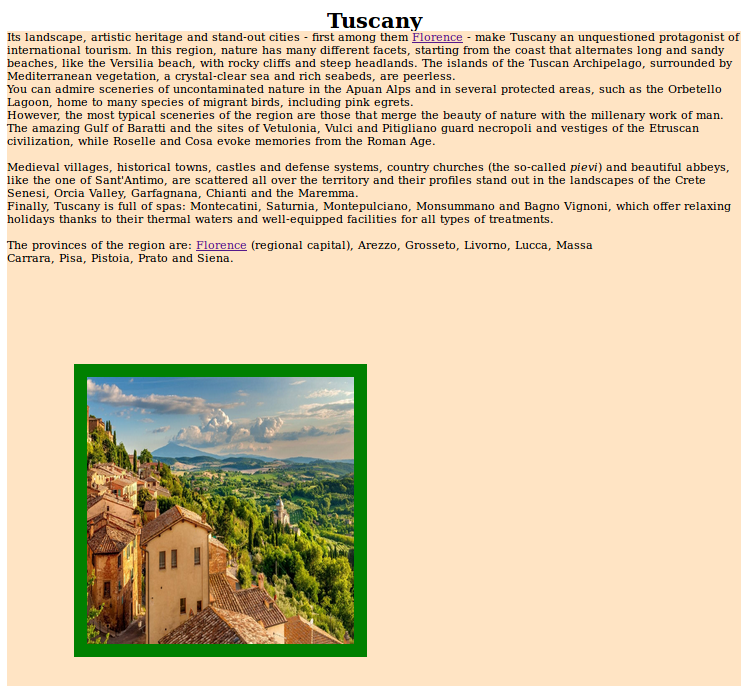 Tuscany
Its landscape, artistic heritage and stand-out cities - first among them Florence - make Tuscany an unquestioned protagonist of
international tourism. In this region, nature has many different facets, starting from the coast that alternates long and sandy
beaches, like the Versilia beach, with rocky cliffs and steep headlands. The islands of the Tuscan Archipelago, surrounded by
Mediterranean vegetation, a crystal-clear sea and rich seabeds, are peerless.
You can admire sceneries of uncontaminated nature in the Apuan Alps and in several protected areas, such as the Orbetello
Lagoon, home to many species of migrant birds, including pink egrets.
However, the most typical sceneries of the region are those that merge the beauty of nature with the millenary work of man.
The amazing Gulf of Baratti and the sites of Vetulonia, Vulci and Pitigliano guard necropoli and vestiges of the Etruscan
civilization, while Roselle and Cosa evoke memories from the Roman Age.
Medieval villages, historical towns, castles and defense systems, country churches (the so-called pievi) and beautiful abbeys,
like the one of Sant'Antimo, are scattered all over the territory and their profiles stand out in the landscapes of the Crete
Senesi, Orcia Valley, Garfagnana, Chianti and the Maremma.
Finally, Tuscany is full of spas: Montecatini, Saturnia, Montepulciano, Monsummano and Bagno Vignoni, which offer relaxing
holidays thanks to their thermal waters and well-equipped facilities for all types of treatments.
The provinces of the region are: Florence (regional capital), Arezzo, Grosseto, Livorno, Lucca, Massa
Carrara, Pisa, Pistoia, Prato and Siena.